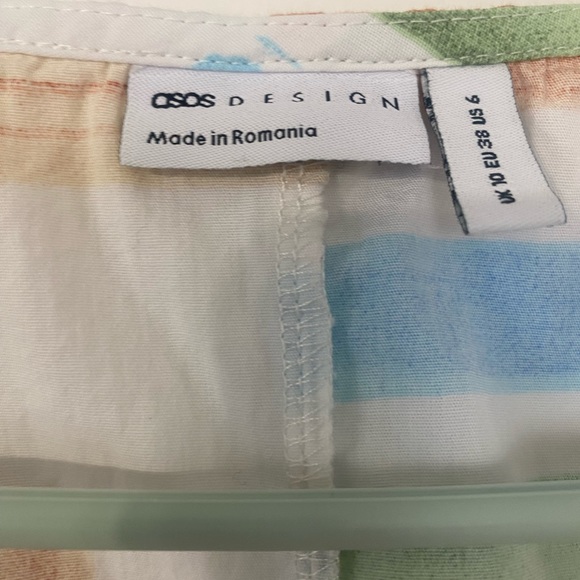 asos DESIGN
Made in Romania
UK 10 EU 38 US 6